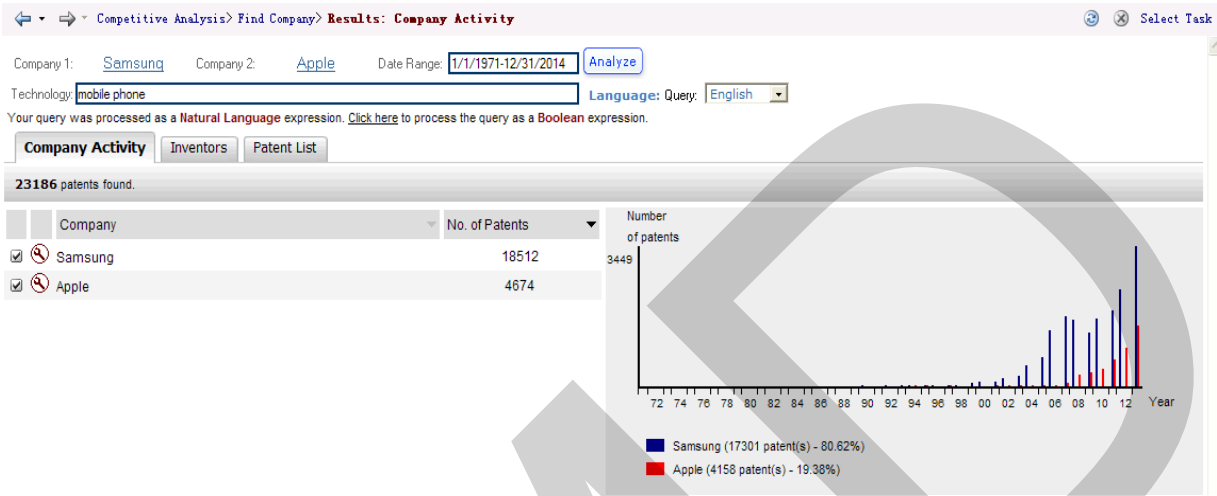 Competitive Analysis> Find Company> Results: Company Activity
Select Task
Company 1: Samsung Company 2: Apple Date Range: 1/1/1971-12/31/2014 Analyze
Technology: mobile phone Language: Query: English
Your query was processed as a Natural Language expression. Click here to process the query as a Boolean expression.
Company Activity Inventors Patent List
23186 patents found.
Company No. of Patents
Samsung 18512
Apple 4674
Number
of patents
3449
72 74 76 78 80 82 84 86 88 90 92 94 96 98 00 02 04 06 08 10 12 Year
Samsung (17301 patent(s) - 80.62%)
Apple (4158 patent(s) - 19.38%)